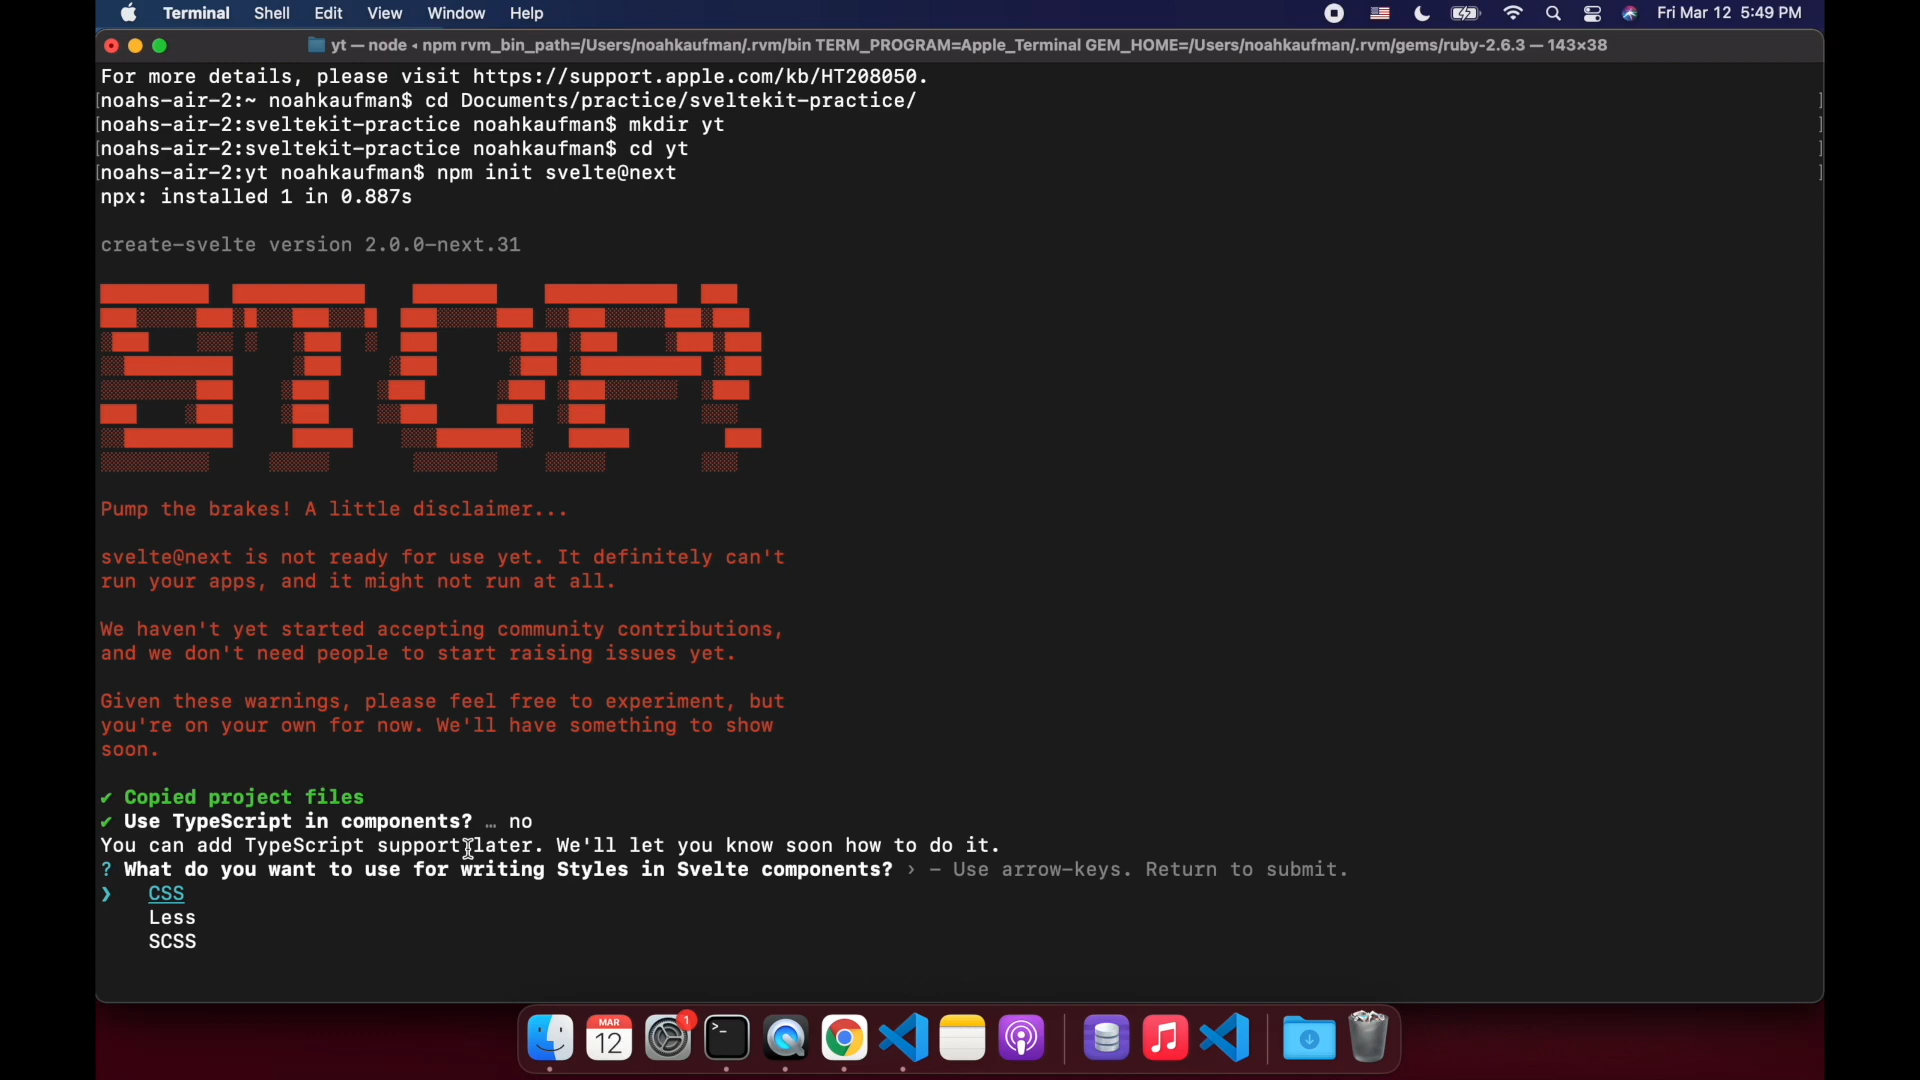 Terminal Shell Edit View Window Help Fri Mar 12 5:49 PM
yt — node ◂ npm rvm_bin_path=/Users/noahkaufman/.rvm/bin TERM_PROGRAM=Apple_Terminal GEM_HOME=/Users/noahkaufman/.rvm/gems/ruby-2.6.3 — 143×38
For more details, please visit https://support.apple.com/kb/HT208050.
[noahs-air-2:~ noahkaufman$ cd Documents/practice/sveltekit-practice/ ]
[noahs-air-2:sveltekit-practice noahkaufman$ mkdir yt ]
[noahs-air-2:sveltekit-practice noahkaufman$ cd yt ]
[noahs-air-2:yt noahkaufman$ npm init svelte@next ]
npx: installed 1 in 0.887s
create-svelte version 2.0.0-next.31
STOP!
Pump the brakes! A little disclaimer...
svelte@next is not ready for use yet. It definitely can't
run your apps, and it might not run at all.
We haven't yet started accepting community contributions,
and we don't need people to start raising issues yet.
Given these warnings, please feel free to experiment, but
you're on your own for now. We'll have something to show
soon.
✔ Copied project files
✔ Use TypeScript in components? … no
You can add TypeScript support later. We'll let you know soon how to do it.
? What do you want to use for writing Styles in Svelte components? › – Use arrow-keys. Return to submit.
❯ CSS
Less
SCSS
1
MAR
12
>_